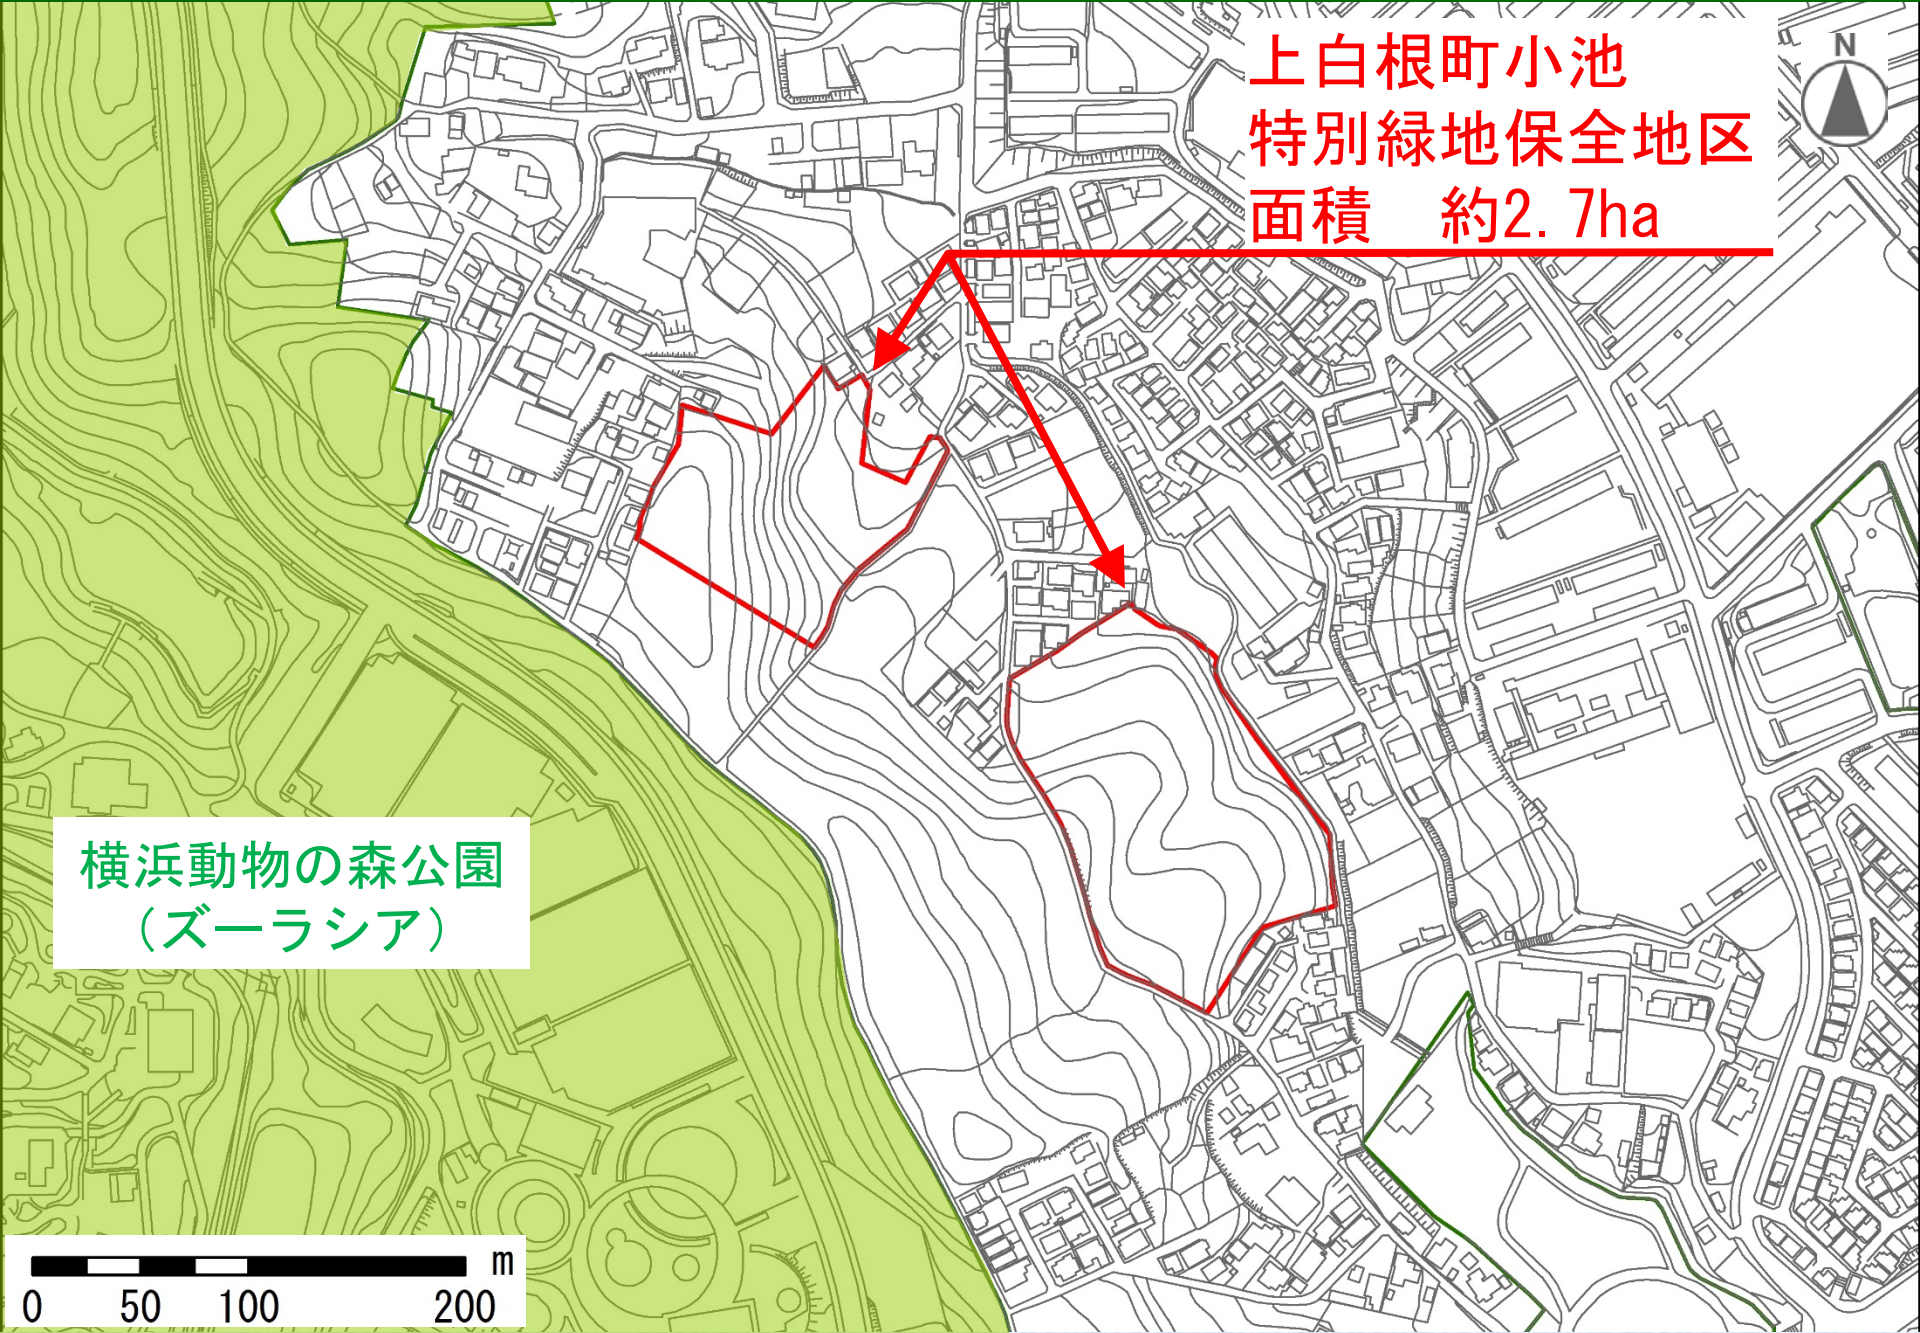 上白根町小池
特別緑地保全地区
面積　約2.7ha
N
横浜動物の森公園
（ズーラシア）
m
0 50 100 200